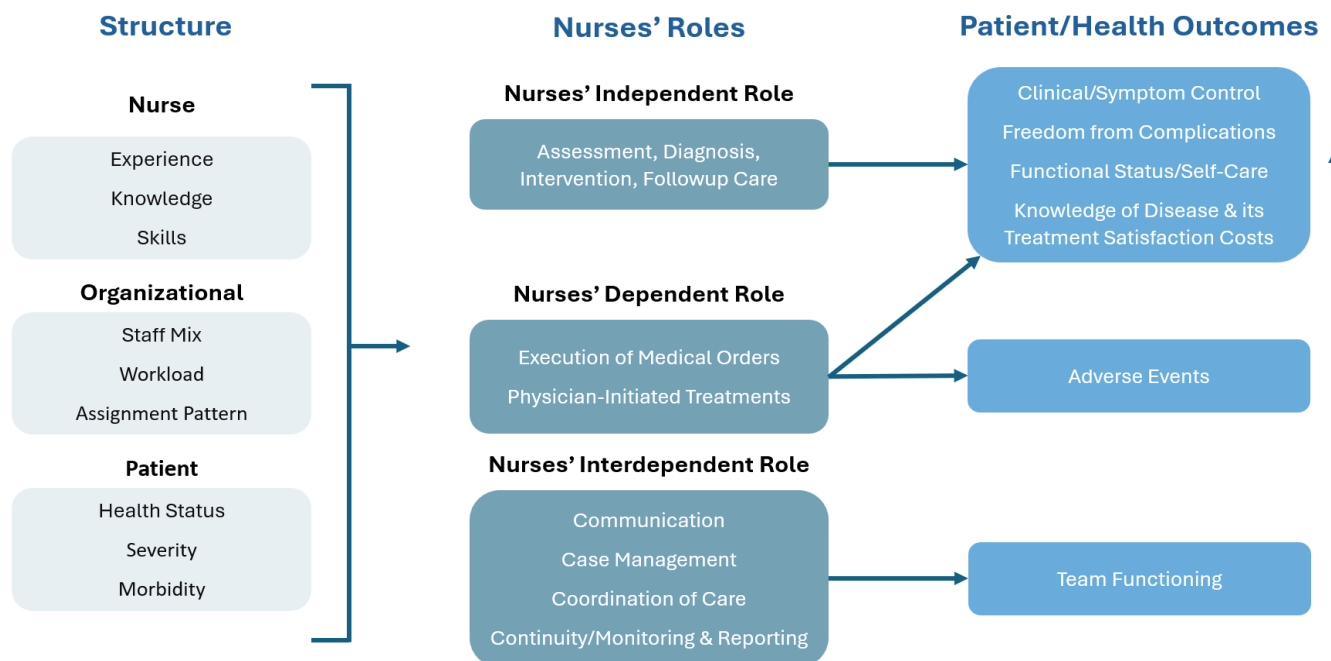 Structure
Nurse
Experience
Knowledge
Skills
Organizational
Staff Mix
Workload
Assignment Pattern
Patient
Health Status
Severity
Morbidity
Nurses’ Roles
Nurses’ Independent Role
Assessment, Diagnosis,
Intervention, Followup Care
Nurses’ Dependent Role
Execution of Medical Orders
Physician-Initiated Treatments
Nurses’ Interdependent Role
Communication
Case Management
Coordination of Care
Continuity/Monitoring & Reporting
Patient/Health Outcomes
Clinical/Symptom Control
Freedom from Complications
Functional Status/Self-Care
Knowledge of Disease & its
Treatment Satisfaction Costs
Adverse Events
Team Functioning